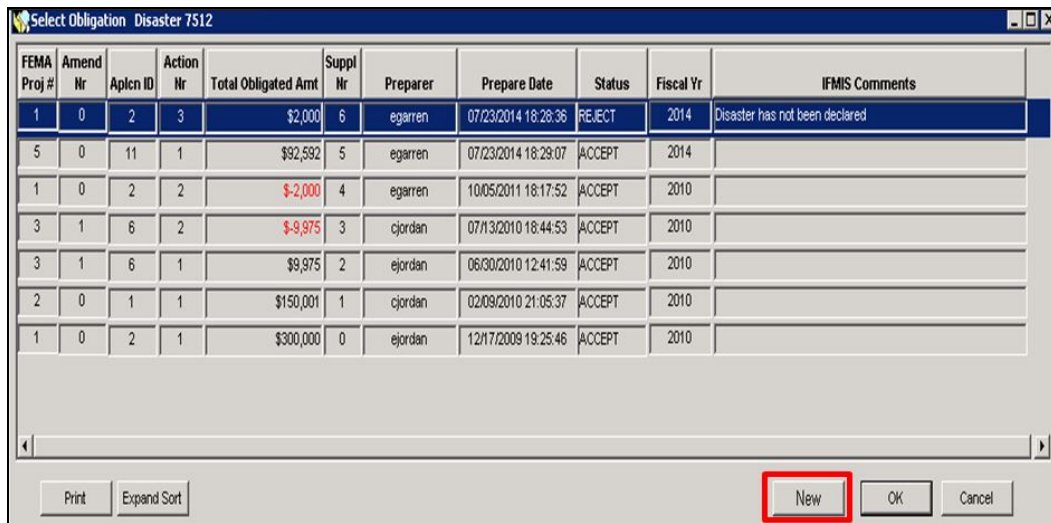 Select Obligation Disaster 7512
FEMA Proj # Amend Nr Aplcn ID Action Nr Total Obligated Amt Suppl Nr Preparer Prepare Date Status Fiscal Yr IFMIS Comments
1 0 2 3 $2,000 6 egarren 07/23/2014 18:28:36 REJECT 2014 Disaster has not been declared
5 0 11 1 $92,592 5 egarren 07/23/2014 18:29:07 ACCEPT 2014
1 0 2 2 $-2,000 4 egarren 10/05/2011 18:17:52 ACCEPT 2010
3 1 6 2 $-9,975 3 cjordan 07/13/2010 18:44:53 ACCEPT 2010
3 1 6 1 $9,975 2 ejordan 06/30/2010 12:41:59 ACCEPT 2010
2 0 1 1 $150,001 1 cjordan 02/09/2010 21:05:37 ACCEPT 2010
1 0 2 1 $300,000 0 ejordan 12/17/2009 19:25:46 ACCEPT 2010
Print Expand Sort New OK Cancel